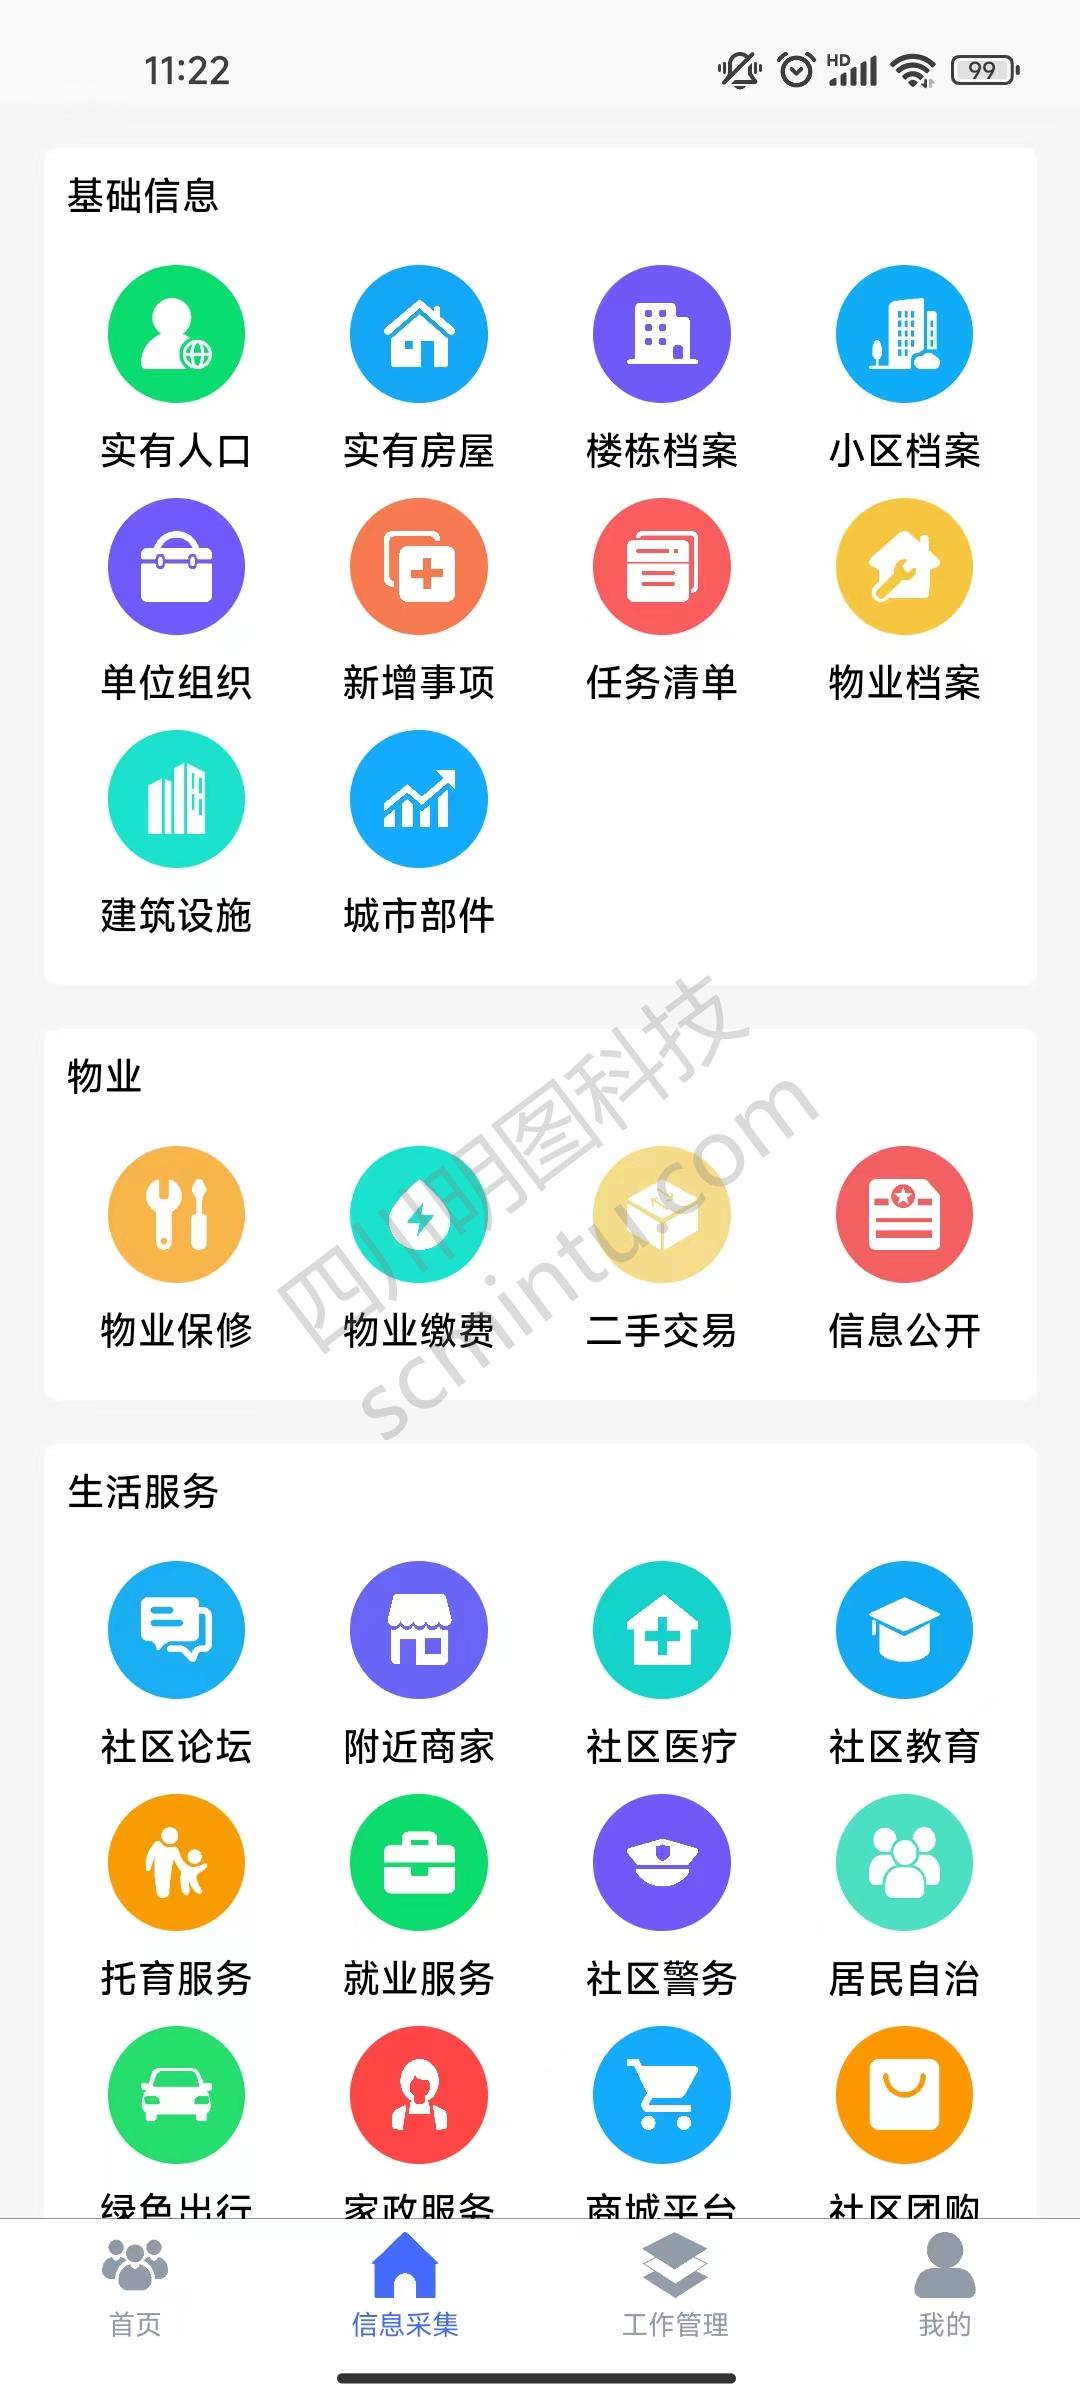 11:22
HD
99
基础信息
实有人口 实有房屋 楼栋档案 小区档案
单位组织 新增事项 任务清单 物业档案
建筑设施 城市部件
物业
物业保修 物业缴费 二手交易 信息公开
四川明图科技
scmintu.com
生活服务
社区论坛 附近商家 社区医疗 社区教育
托育服务 就业服务 社区警务 居民自治
绿色出行 家政服务 商城平台 社区团购
首页 信息采集 工作管理 我的